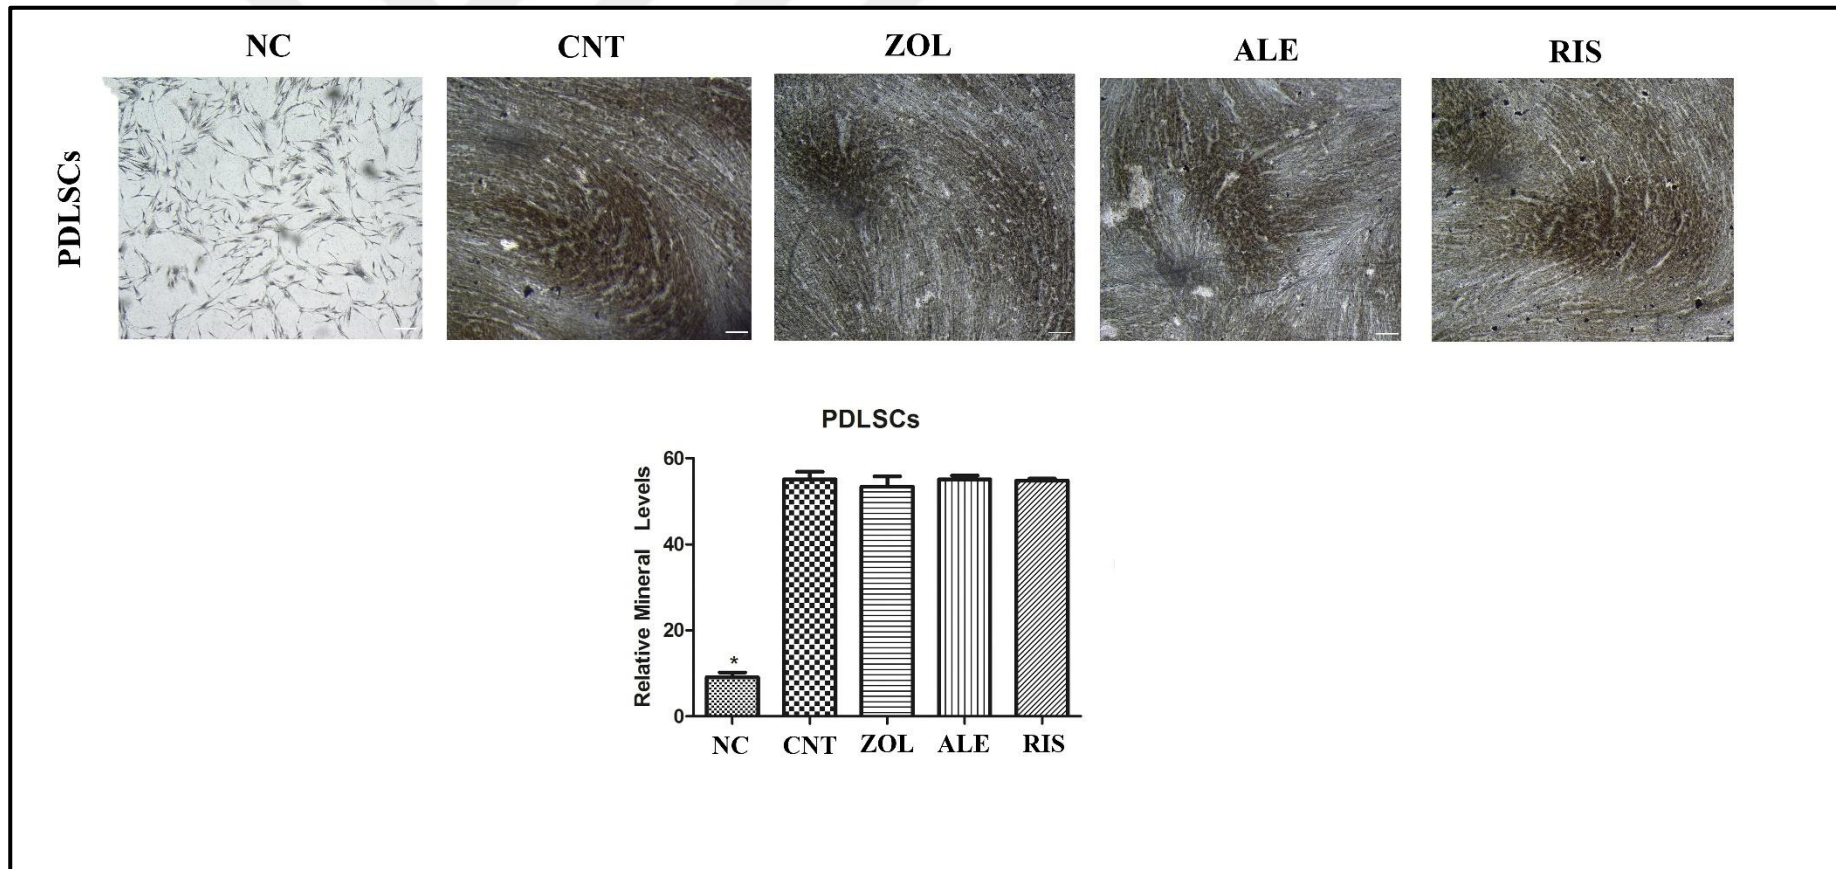 NC CNT ZOL ALE RIS
PDLSCs
PDLSCs
Relative Mineral Levels
60
40
20
0
*
NC CNT ZOL ALE RIS